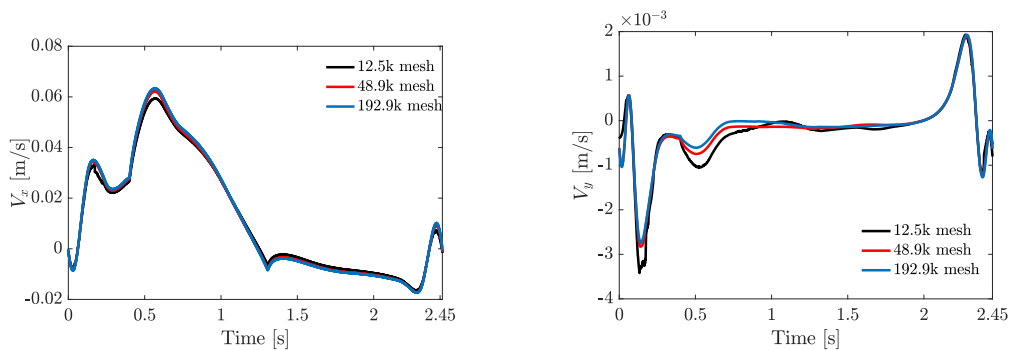 0.08
0.06
0.04
0.02
0
-0.02
V_x [m/s]
0
0.5
1
1.5
2
2.45
Time [s]
12.5k mesh
48.9k mesh
192.9k mesh
×10⁻³
2
1
0
-1
-2
-3
-4
V_y [m/s]
0
0.5
1
1.5
2
2.45
Time [s]
12.5k mesh
48.9k mesh
192.9k mesh